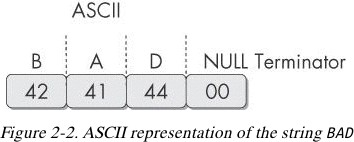 ASCII
B A D NULL Terminator
42 41 44 00
Figure 2-2. ASCII representation of the string BAD